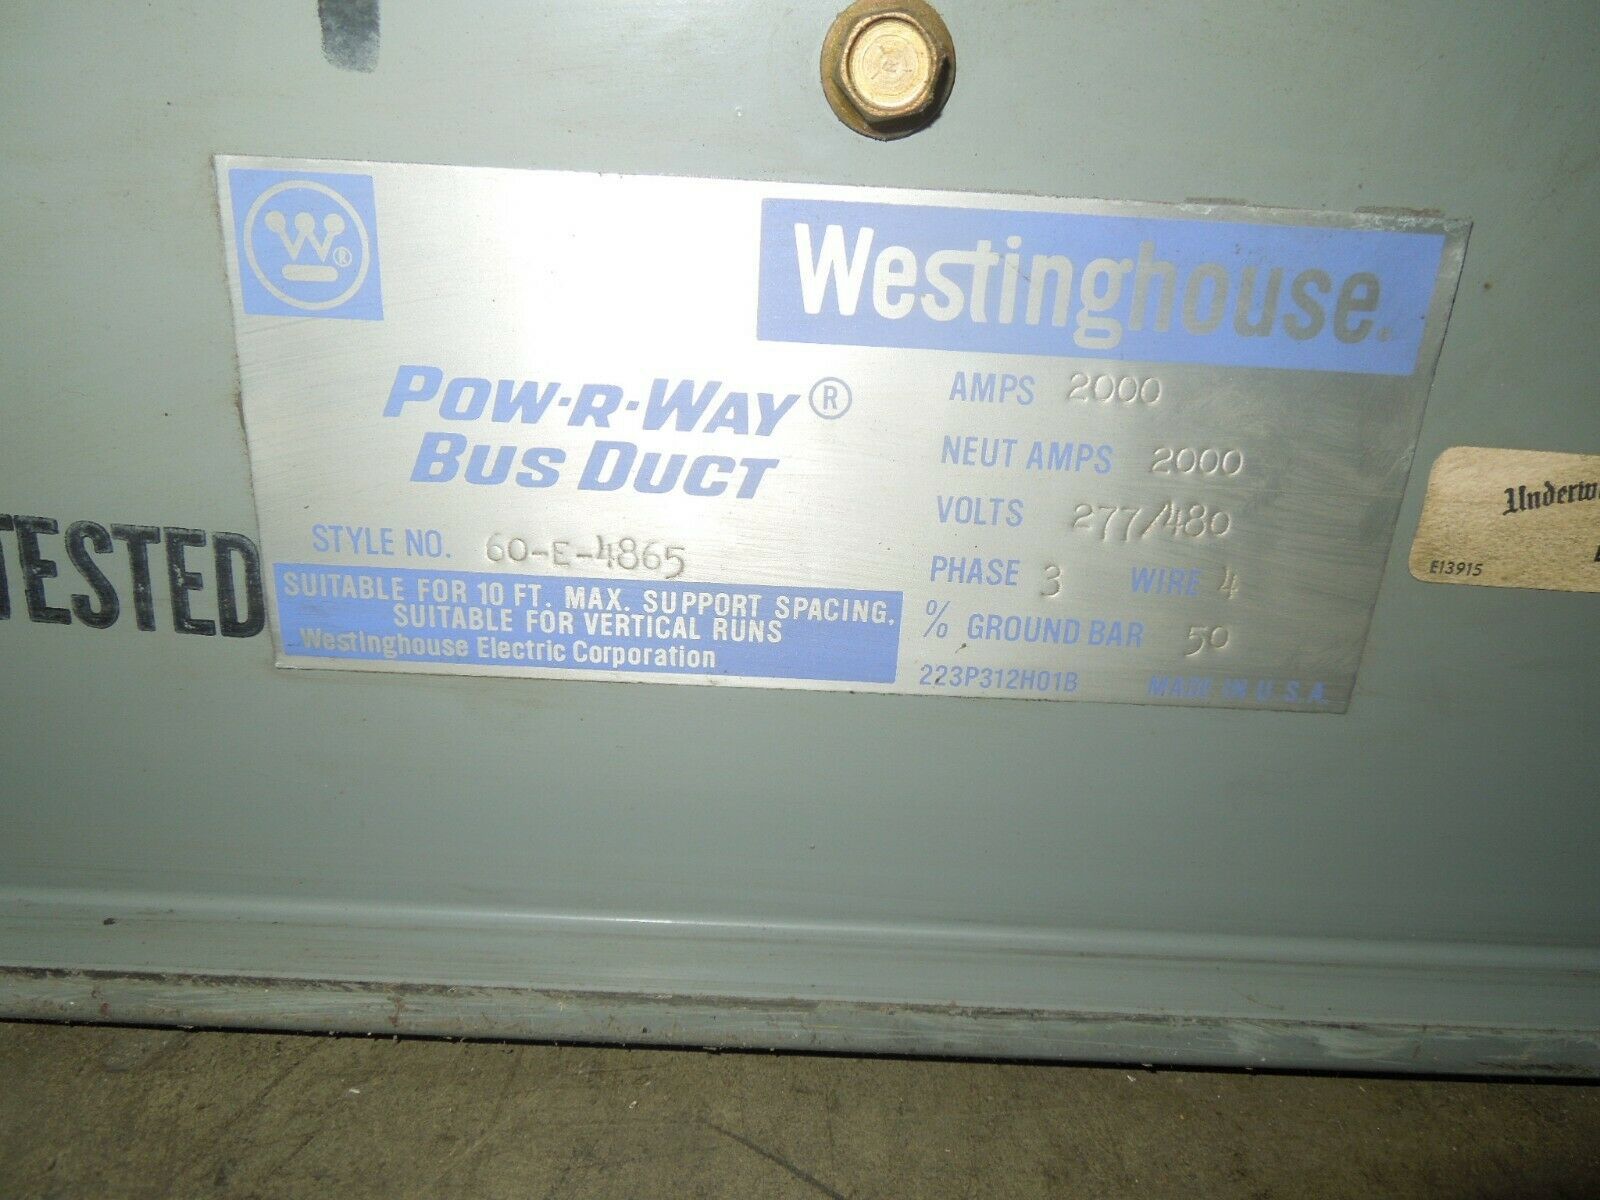 W®
Westinghouse®
POW-R-WAY®
BUS DUCT
STYLE NO. 60-E-4865
SUITABLE FOR 10 FT. MAX. SUPPORT SPACING,
SUITABLE FOR VERTICAL RUNS
Westinghouse Electric Corporation
AMPS 2000
NEUT AMPS 2000
VOLTS 277/480
PHASE 3 WIRE 4
% GROUND BAR 50
223P312H01B MADE IN U.S.A.
TESTED
E13915